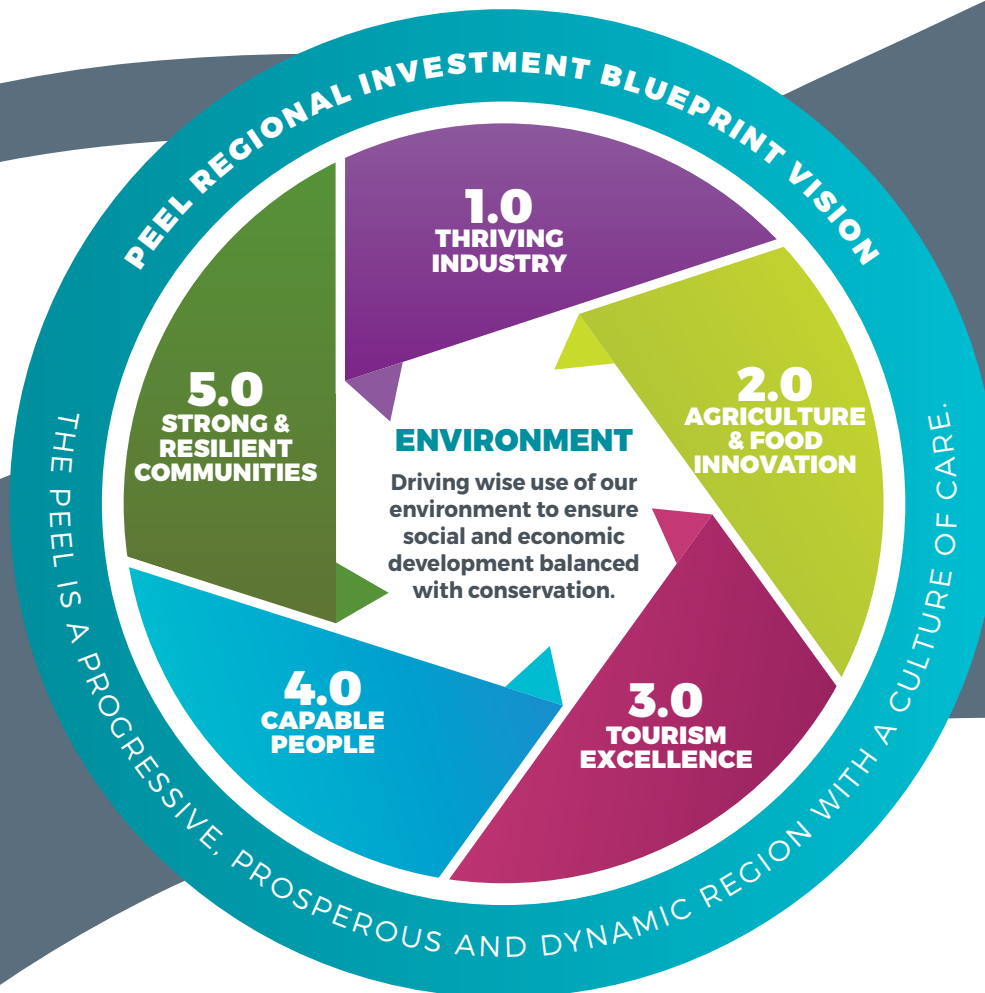 PEEL REGIONAL INVESTMENT BLUEPRINT VISION
1.0
THRIVING
INDUSTRY
2.0
AGRICULTURE
& FOOD
INNOVATION
3.0
TOURISM
EXCELLENCE
4.0
CAPABLE
PEOPLE
5.0
STRONG &
RESILIENT
COMMUNITIES
ENVIRONMENT
Driving wise use of our
environment to ensure
social and economic
development balanced
with conservation.
THE PEEL IS A PROGRESSIVE, PROSPEROUS AND DYNAMIC REGION WITH A CULTURE OF CARE.